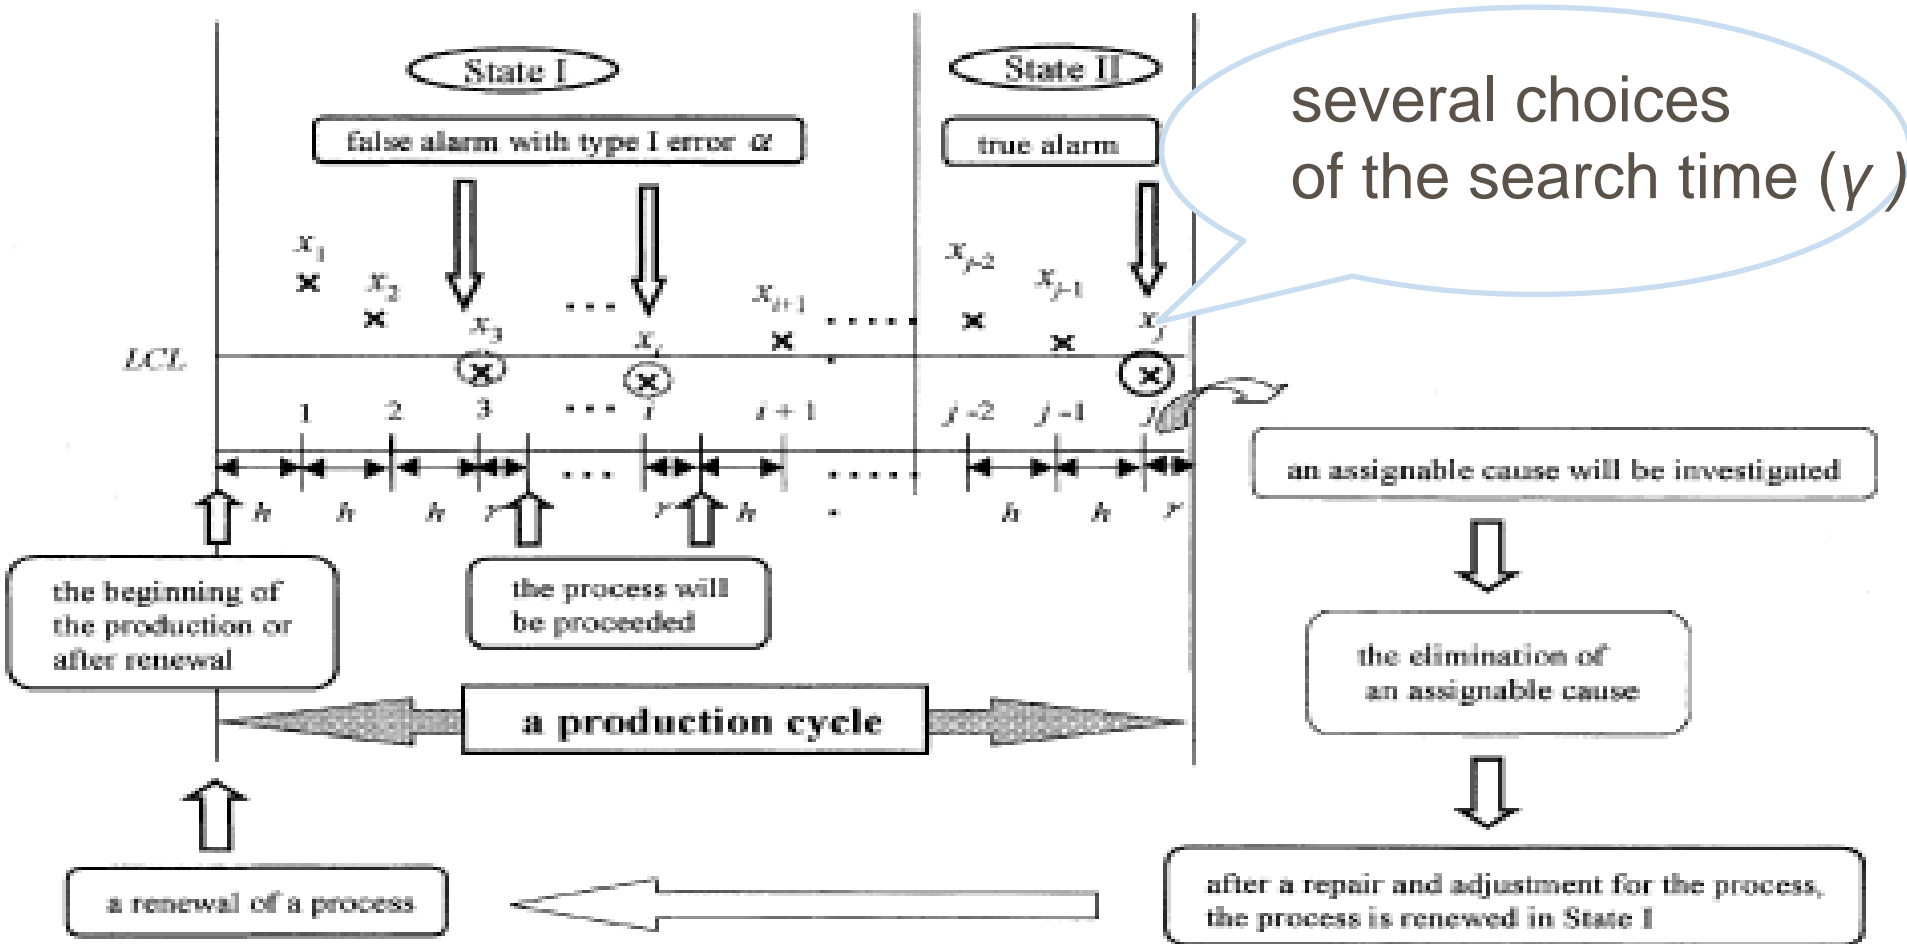 State I
State II
several choices
of the search time (γ )
false alarm with type I error α
true alarm
x1
x2
x3
....
xi
xi+1
.....
xj-2
xj-1
xj
LCL
1 2 3 .... i i + 1 j -2 j -1 j
h h h r r h h h r
the beginning of
the production or
after renewal
the process will
be proceeded
an assignable cause will be investigated
the elimination of
an assignable cause
a production cycle
a renewal of a process
after a repair and adjustment for the process,
the process is renewed in State I